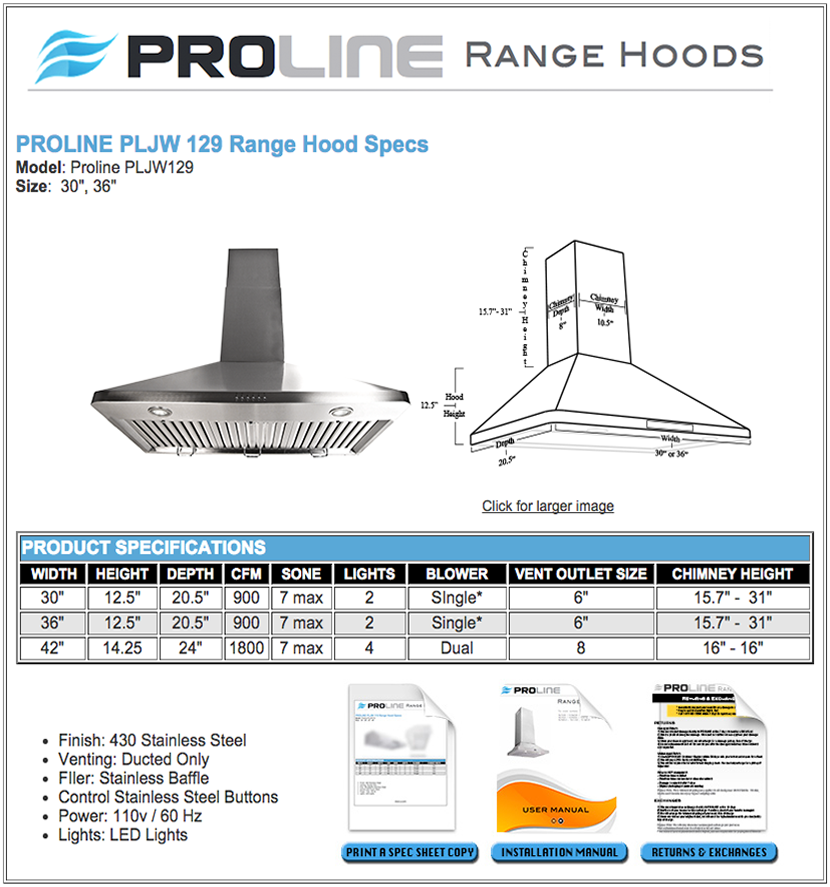 PROLINE RANGE HOODS
PROLINE PLJW 129 Range Hood Specs
Model: Proline PLJW129
Size: 30", 36"
Chimney Height
15.7"- 31"
Chimney Depth
8"
Chimney Width
10.5"
12.5"
Hood Height
Depth
20.5"
Width
30" or 36"
Click for larger image
PRODUCT SPECIFICATIONS
WIDTH HEIGHT DEPTH CFM SONE LIGHTS BLOWER VENT OUTLET SIZE CHIMNEY HEIGHT
30" 12.5" 20.5" 900 7 max 2 SIngle* 6" 15.7" - 31"
36" 12.5" 20.5" 900 7 max 2 Single* 6" 15.7" - 31"
42" 14.25 24" 1800 7 max 4 Dual 8 16" - 16"
Finish: 430 Stainless Steel
Venting: Ducted Only
FIler: Stainless Baffle
Control Stainless Steel Buttons
Power: 110v / 60 Hz
Lights: LED Lights
PROLINE RANGE
PROLINE RANGE
USER MANUAL
PROLINE RAN
RETURNS
EXCHANGES
PRINT A SPEC SHEET COPY
INSTALLATION MANUAL
RETURNS & EXCHANGES